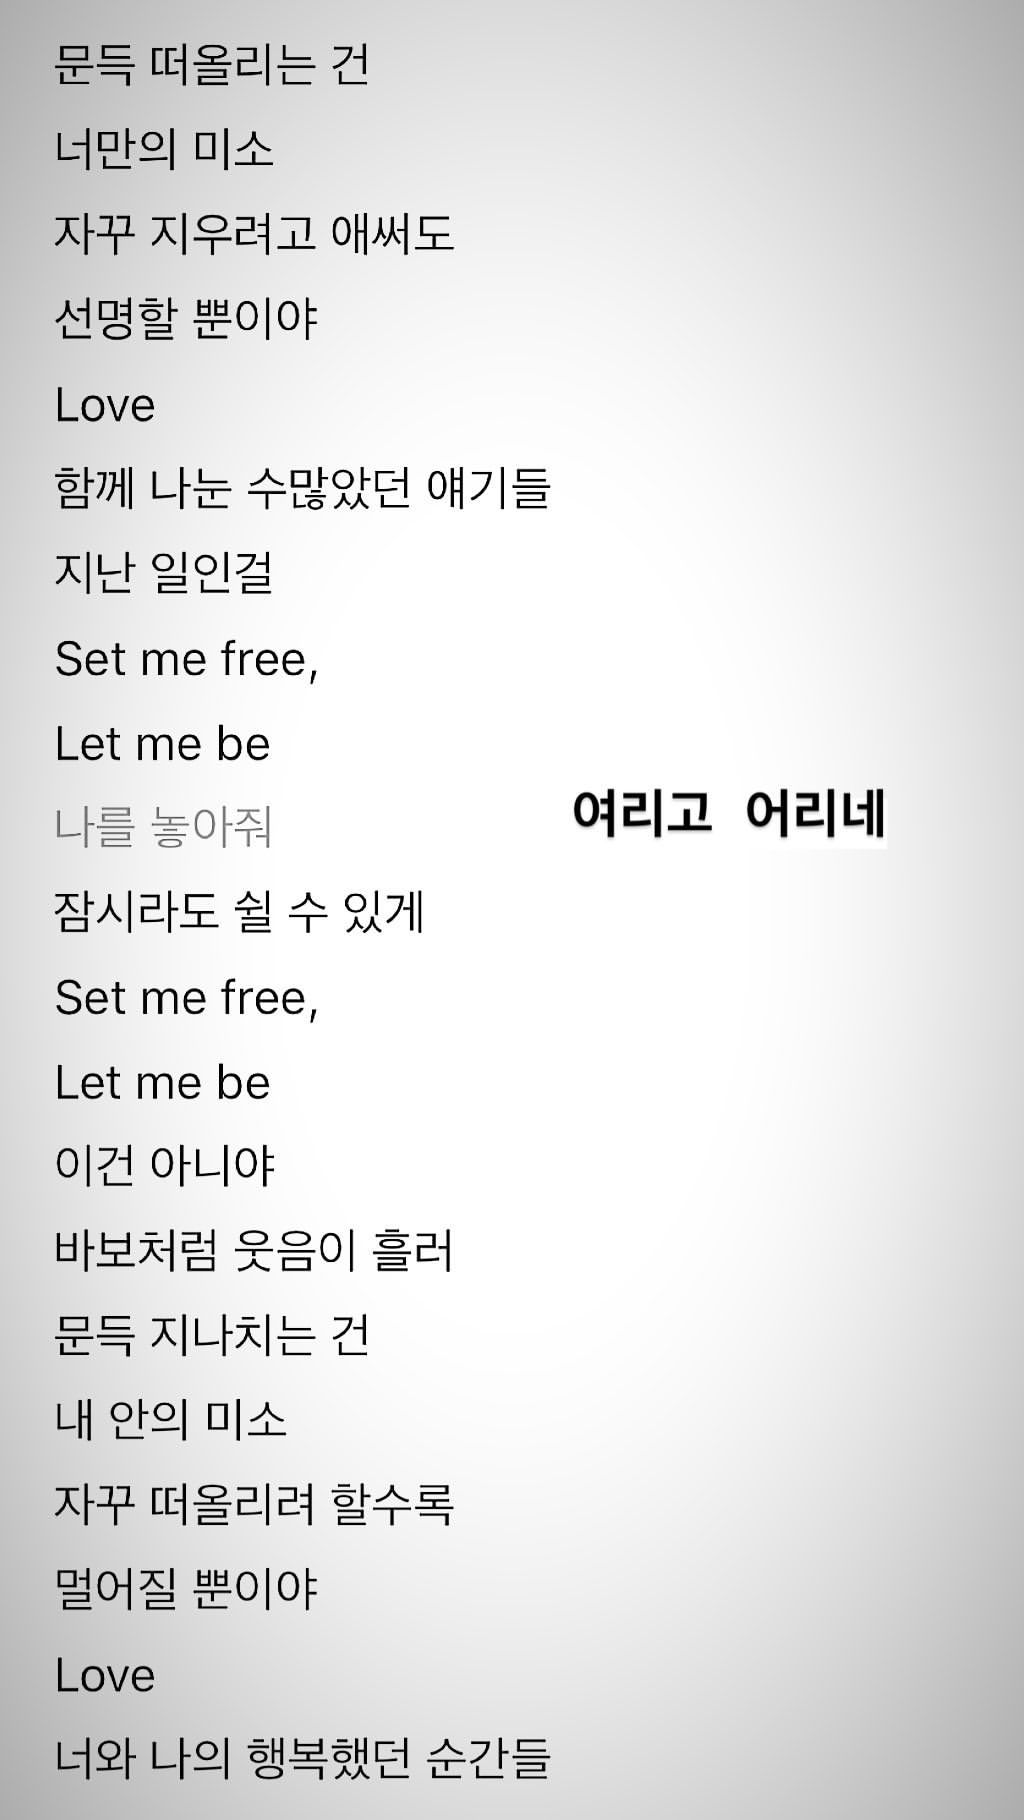 문득 떠올리는 건
너만의 미소
자꾸 지우려고 애써도
선명할 뿐이야
Love
함께 나눈 수많았던 얘기들
지난 일인걸
Set me free,
Let me be
나를 놓아줘
여리고 어리네
잠시라도 쉴 수 있게
Set me free,
Let me be
이건 아니야
바보처럼 웃음이 흘러
문득 지나치는 건
내 안의 미소
자꾸 떠올리려 할수록
멀어질 뿐이야
Love
너와 나의 행복했던 순간들